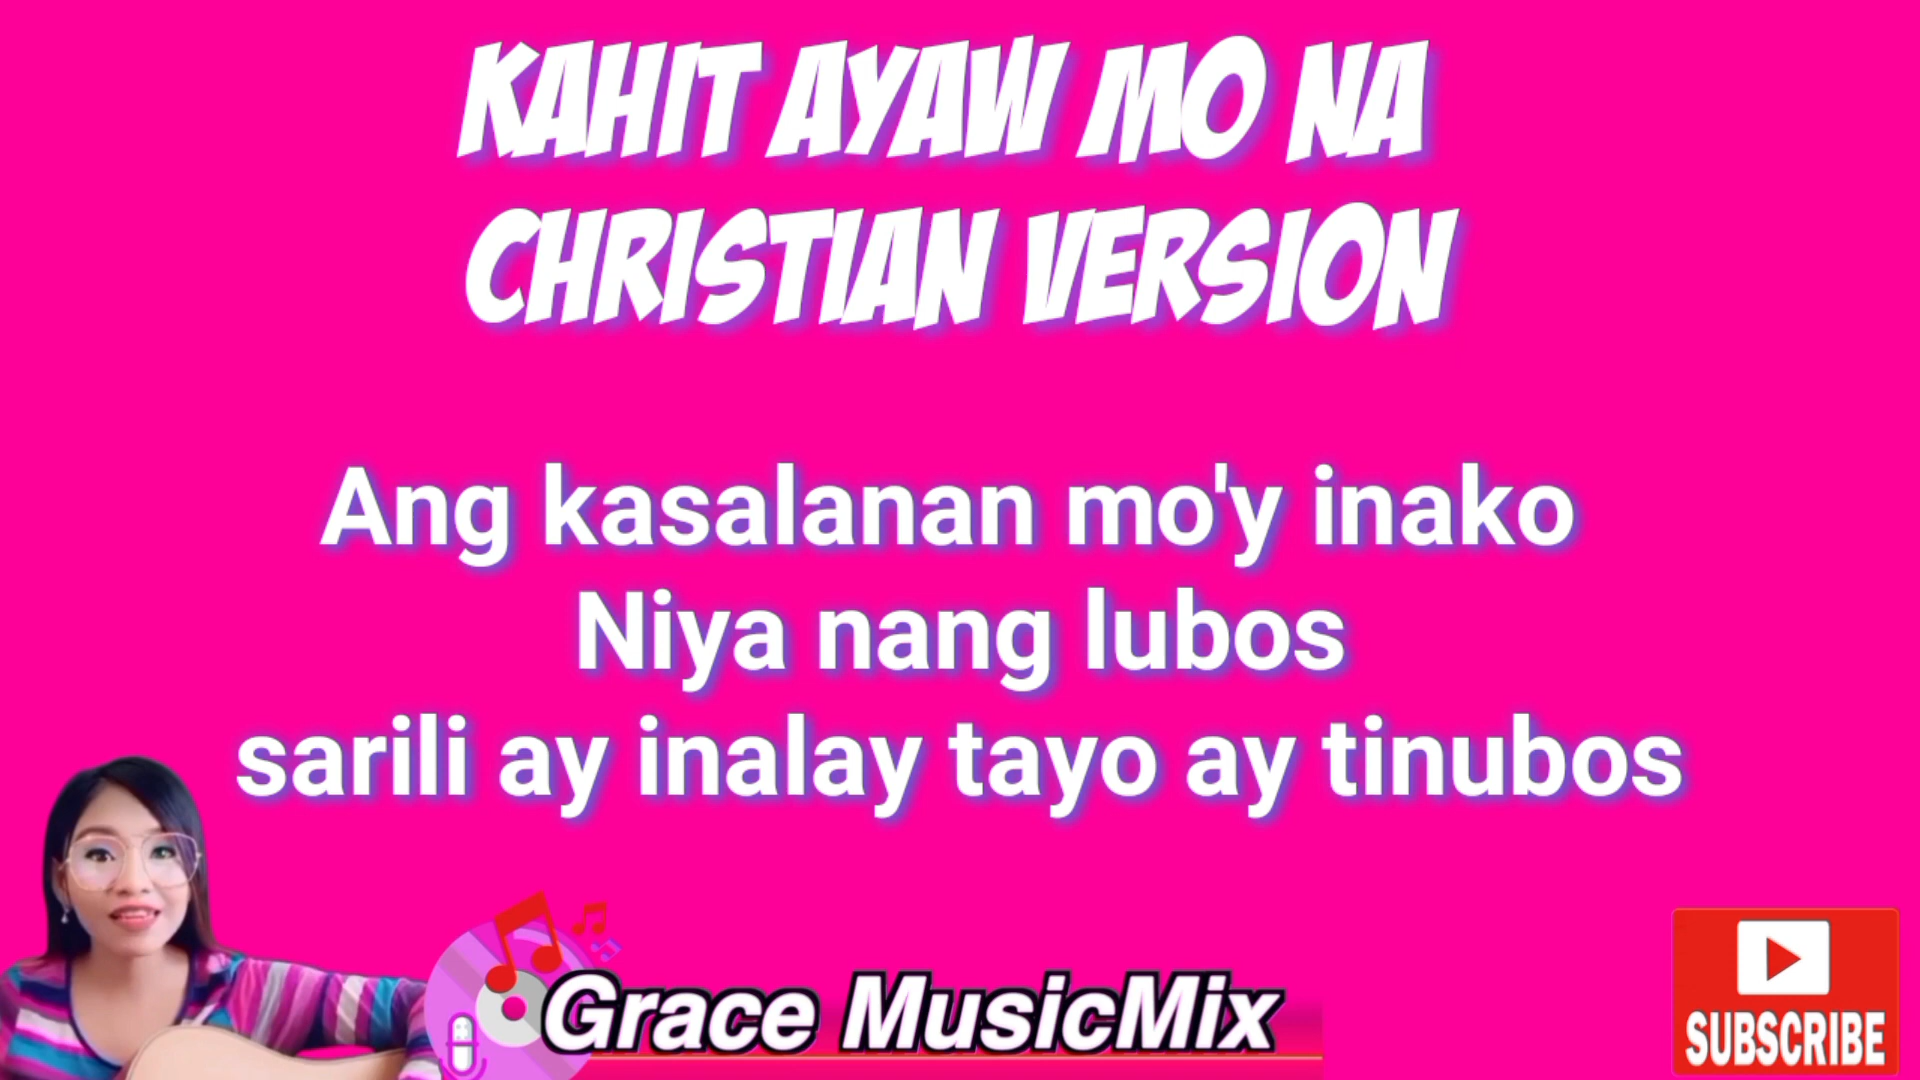 KAHIT AYAW MO NA
CHRISTIAN VERSION
Ang kasalanan mo'y inako
Niya nang lubos
sarili ay inalay tayo ay tinubos
Grace MusicMix
SUBSCRIBE